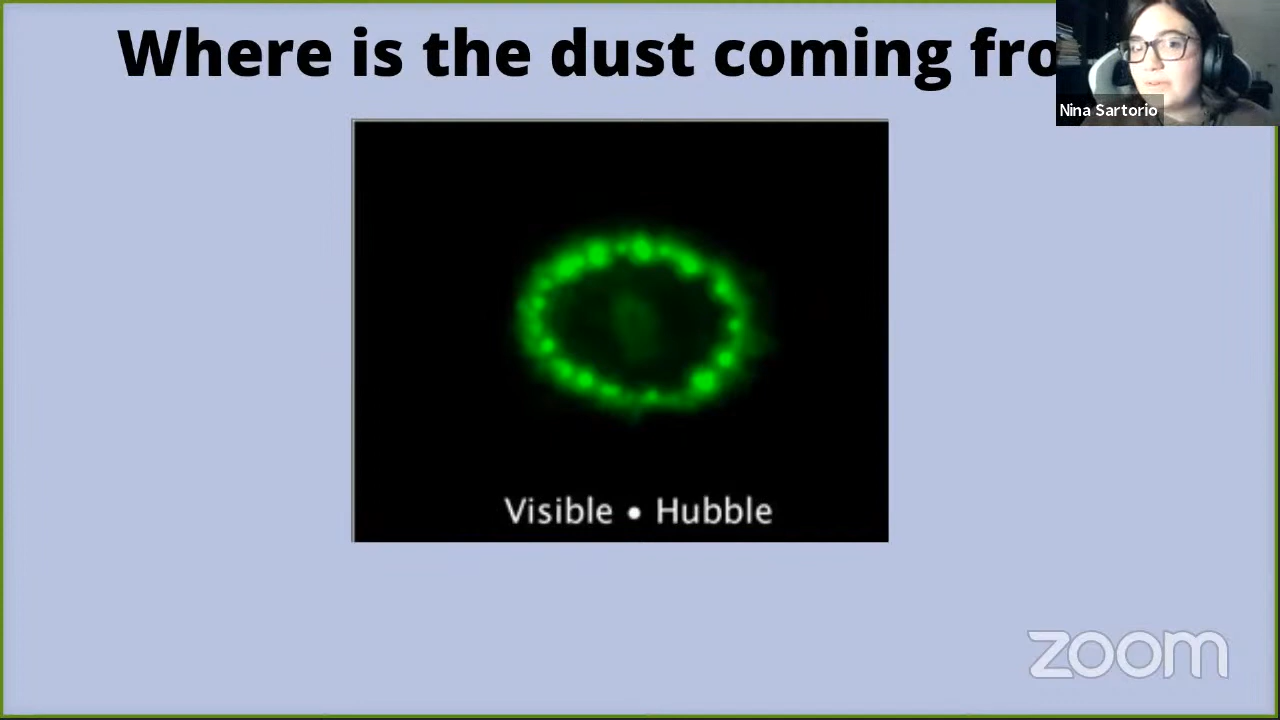 Where is the dust coming fro
Nina Sartorio
Visible • Hubble
zoom